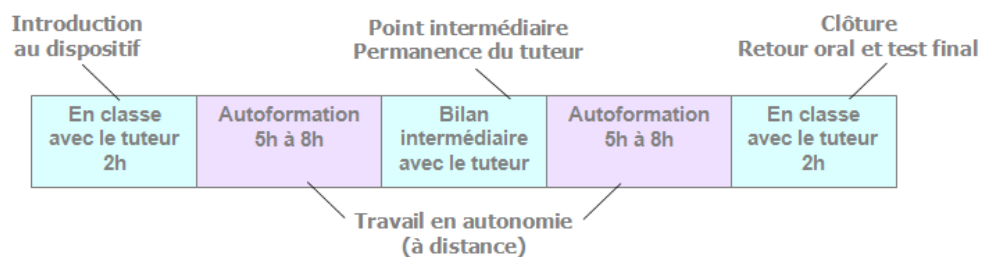 Introduction
au dispositif
Point intermédiaire
Permanence du tuteur
Clôture
Retour oral et test final
En classe
avec le tuteur
2h
Autoformation
5h à 8h
Bilan
intermédiaire
avec le tuteur
Autoformation
5h à 8h
En classe
avec le tuteur
2h
Travail en autonomie
(à distance)